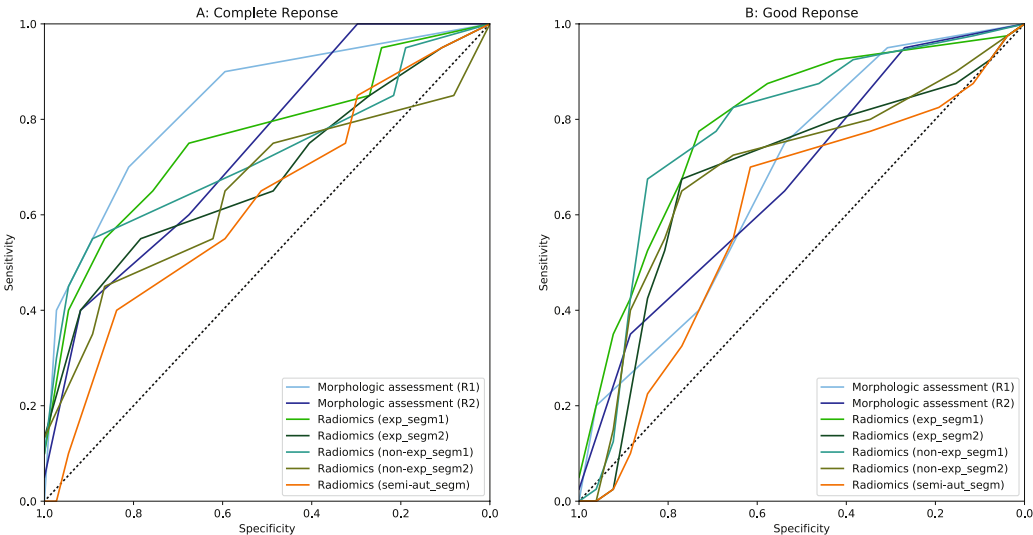 A: Complete Reponse
1.0
0.8
0.6
0.4
0.2
0.0
Sensitivity
1.0
0.8
0.6
0.4
0.2
0.0
Specificity
Morphologic assessment (R1)
Morphologic assessment (R2)
Radiomics (exp_segm1)
Radiomics (exp_segm2)
Radiomics (non-exp_segm1)
Radiomics (non-exp_segm2)
Radiomics (semi-aut_segm)
B: Good Reponse
1.0
0.8
0.6
0.4
0.2
0.0
Sensitivity
1.0
0.8
0.6
0.4
0.2
0.0
Specificity
Morphologic assessment (R1)
Morphologic assessment (R2)
Radiomics (exp_segm1)
Radiomics (exp_segm2)
Radiomics (non-exp_segm1)
Radiomics (non-exp_segm2)
Radiomics (semi-aut_segm)